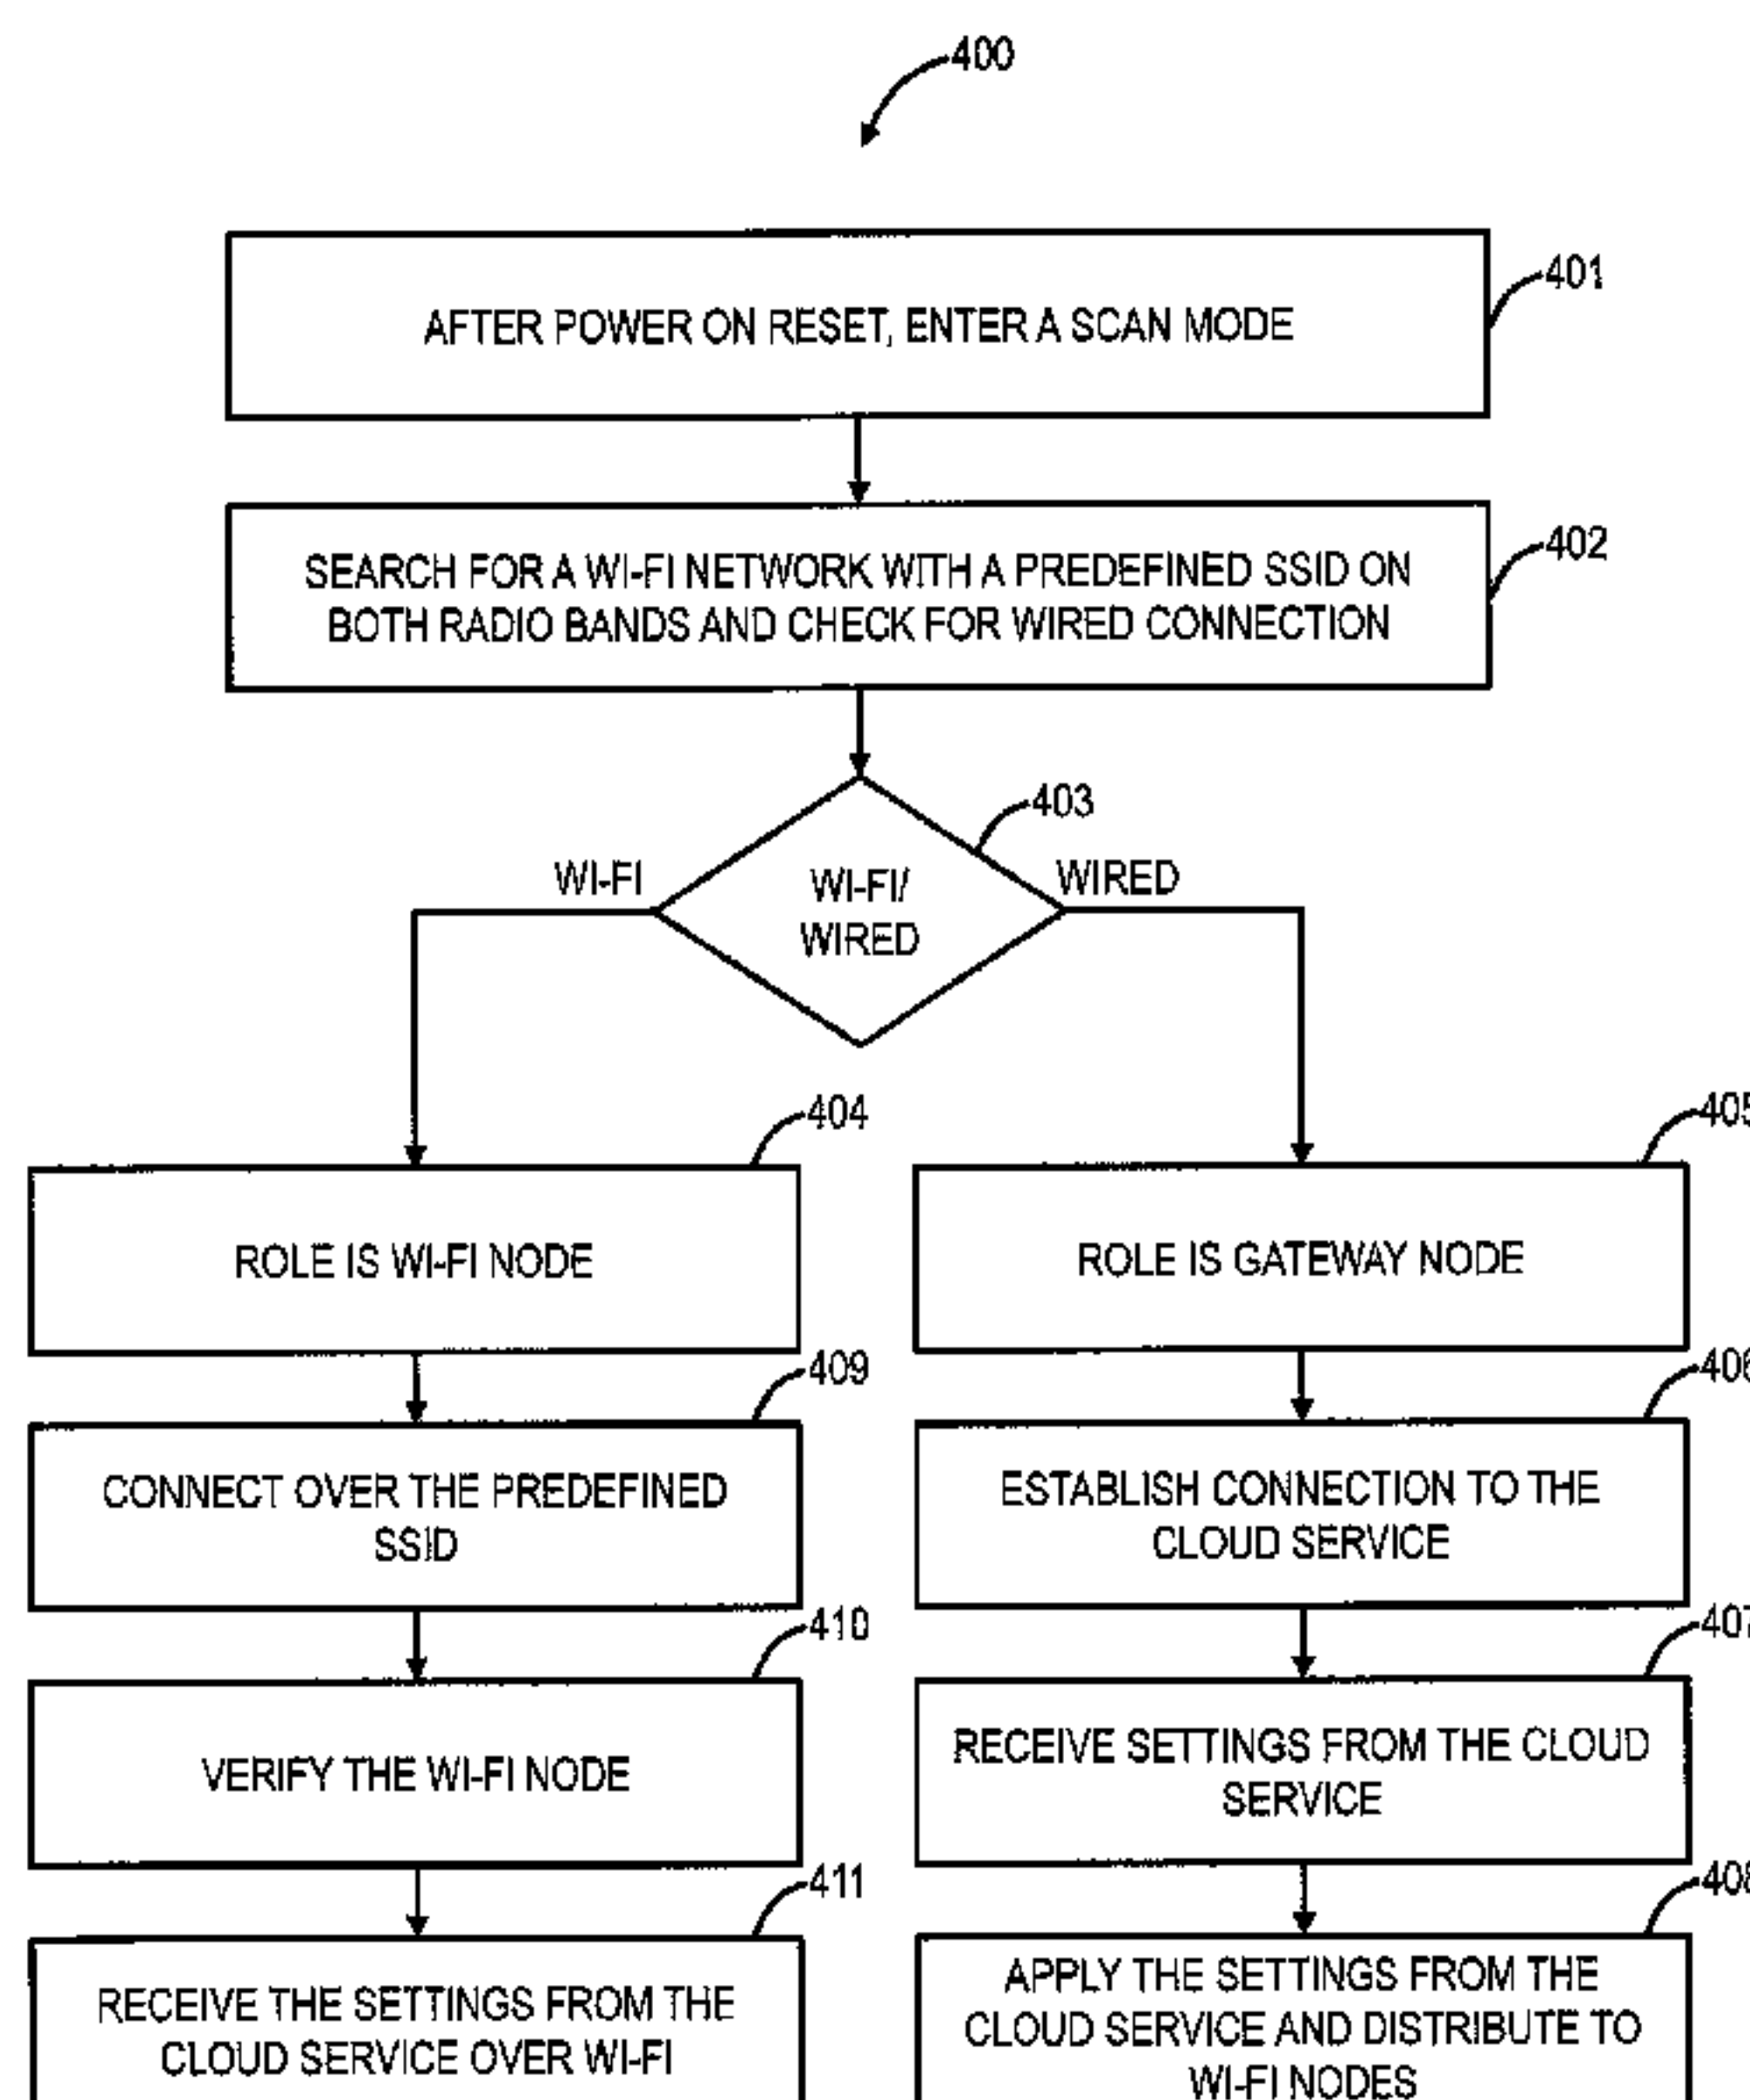 400
AFTER POWER ON RESET, ENTER A SCAN MODE
401
SEARCH FOR A WI-FI NETWORK WITH A PREDEFINED SSID ON
BOTH RADIO BANDS AND CHECK FOR WIRED CONNECTION
402
403
WI-FI
WI-FI/
WIRED
WIRED
404
ROLE IS WI-FI NODE
405
ROLE IS GATEWAY NODE
409
CONNECT OVER THE PREDEFINED
SSID
406
ESTABLISH CONNECTION TO THE
CLOUD SERVICE
410
VERIFY THE WI-FI NODE
407
RECEIVE SETTINGS FROM THE CLOUD
SERVICE
411
RECEIVE THE SETTINGS FROM THE
CLOUD SERVICE OVER WI-FI
408
APPLY THE SETTINGS FROM THE
CLOUD SERVICE AND DISTRIBUTE TO
WI-FI NODES